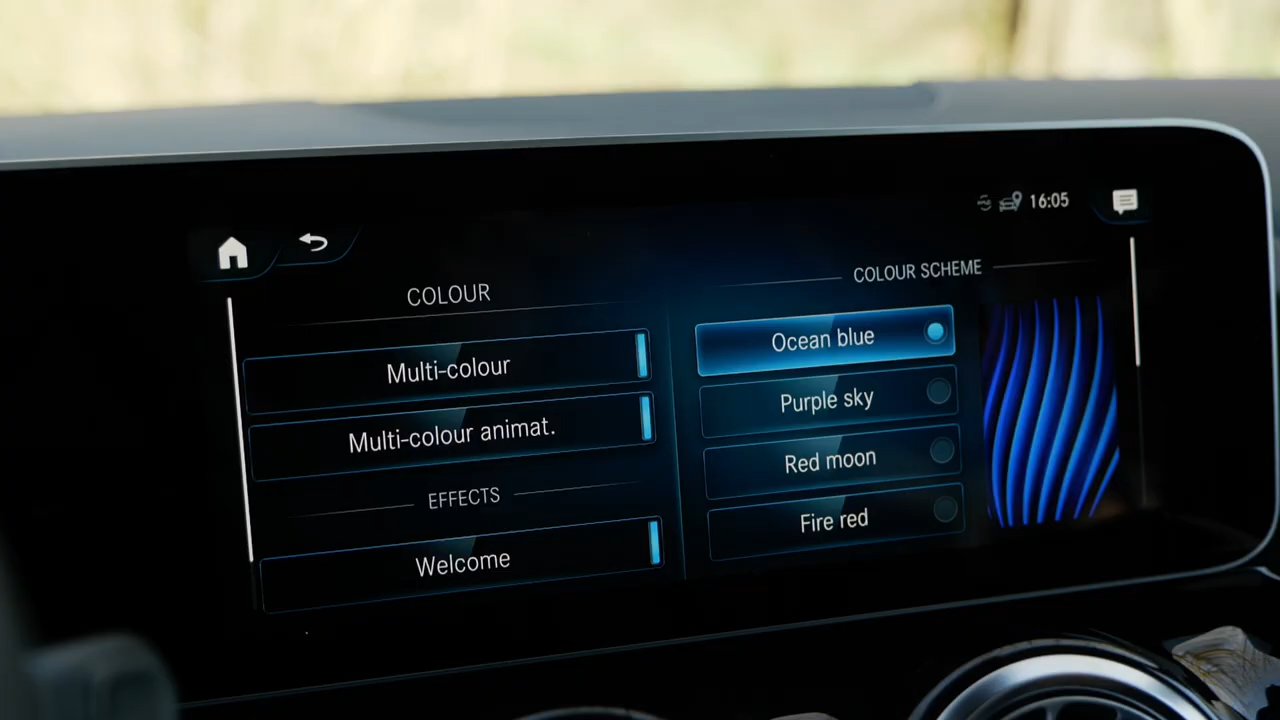 16:05
COLOUR
Multi-colour
Multi-colour animat.
EFFECTS
Welcome
COLOUR SCHEME
Ocean blue
Purple sky
Red moon
Fire red